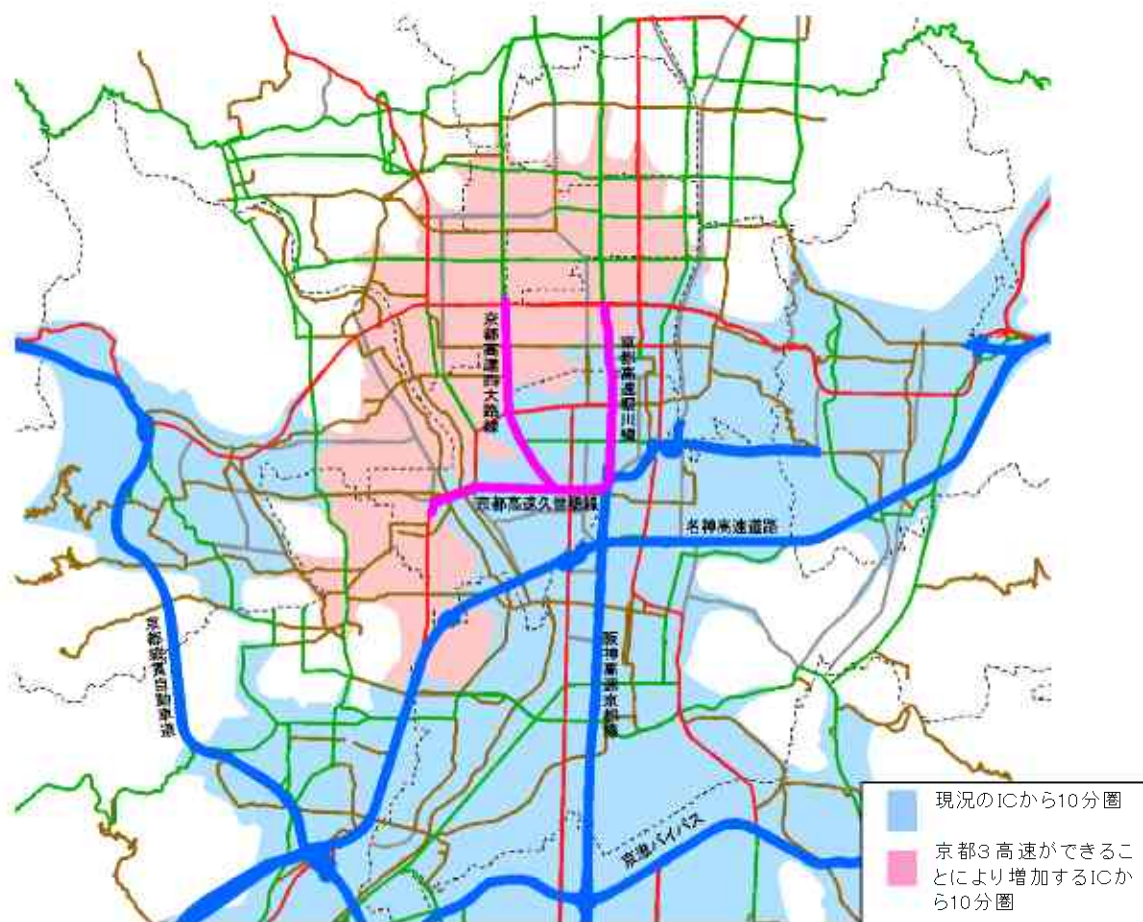 京都高速西大路線
京都高速堀川線
京都高速久世橋線
名神高速道路
京都縦貫自動車道
阪神高速京都線
京滋バイパス
現況のICから10分圏
京都3高速ができるこ
とにより増加するICか
ら10分圏